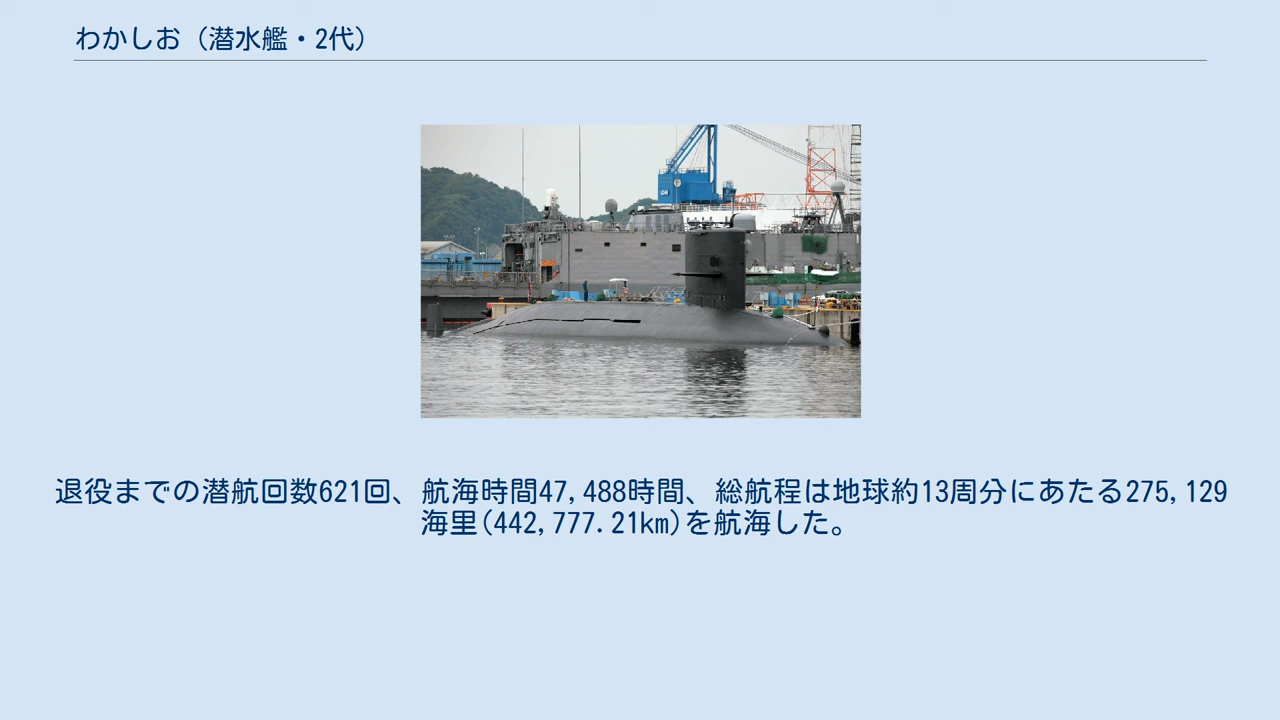 わかしお（潜水艦・2代）
退役までの潜航回数621回、航海時間47,488時間、総航程は地球約13周分にあたる275,129
海里(442,777.21km)を航海した。